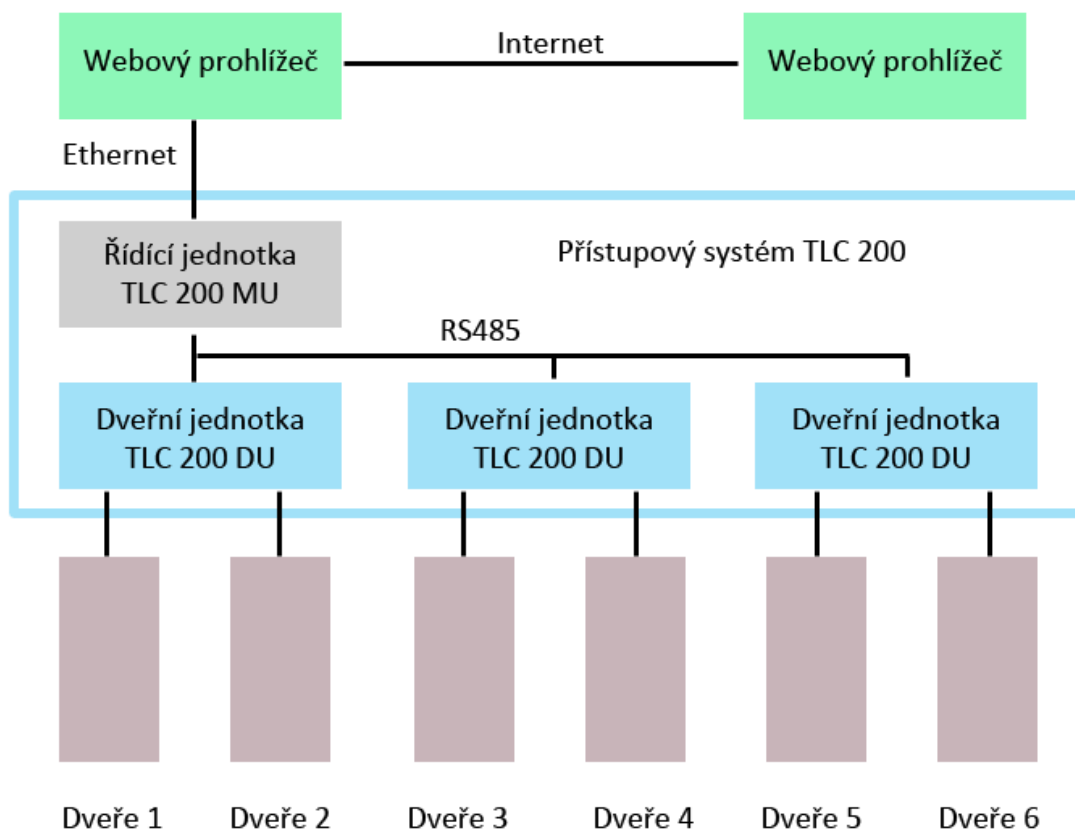 Webový prohlížeč
Internet
Webový prohlížeč
Ethernet
Řídící jednotka
TLC 200 MU
Přístupový systém TLC 200
RS485
Dveřní jednotka
TLC 200 DU
Dveřní jednotka
TLC 200 DU
Dveřní jednotka
TLC 200 DU
Dveře 1
Dveře 2
Dveře 3
Dveře 4
Dveře 5
Dveře 6